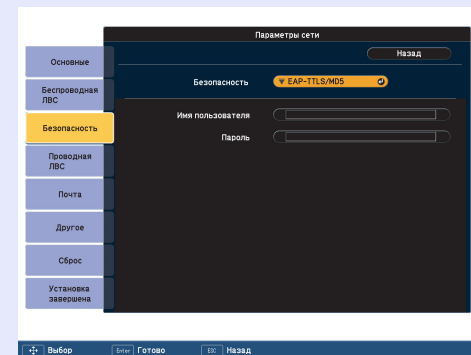 Параметры сети
Назад
Основные
Безопасность
EAP-TTLS/MD5
Беспроводная
ЛВС
Имя пользователя
Безопасность
Пароль
Проводная
ЛВС
Почта
Другое
Сброс
Установка
завершена
Выбор
Enter Готово
ESC Назад